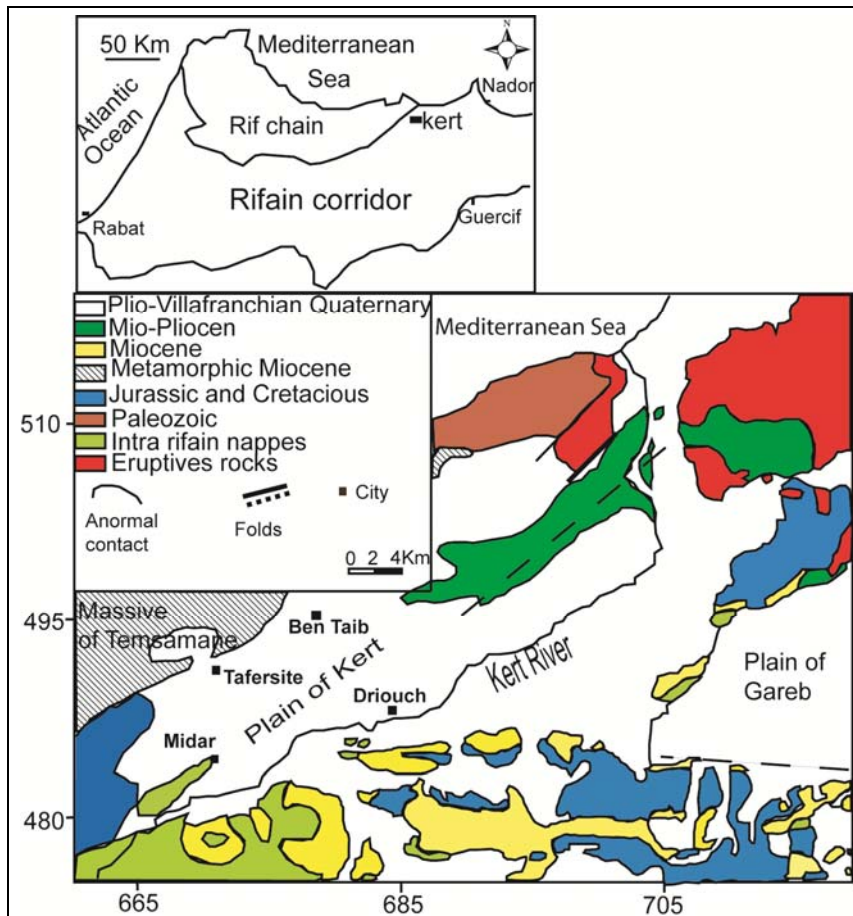 50 Km
Mediterranean
Sea
Nador
Atlantic
Ocean
Rif chain
kert
Rifain corridor
Guercif
Rabat
Plio-Villafranchian Quaternary
Mio-Pliocen
Miocene
Metamorphic Miocene
Jurassic and Cretacious
Paleozoic
Intra rifain nappes
Eruptives rocks
Anormal
contact
Folds
City
0 2 4Km
Mediterranean Sea
510
495
480
Massive
of Temsamane
Ben Taib
Tafersite
Plain of Kert
Driouch
Kert River
Midar
Plain of
Gareb
665
685
705